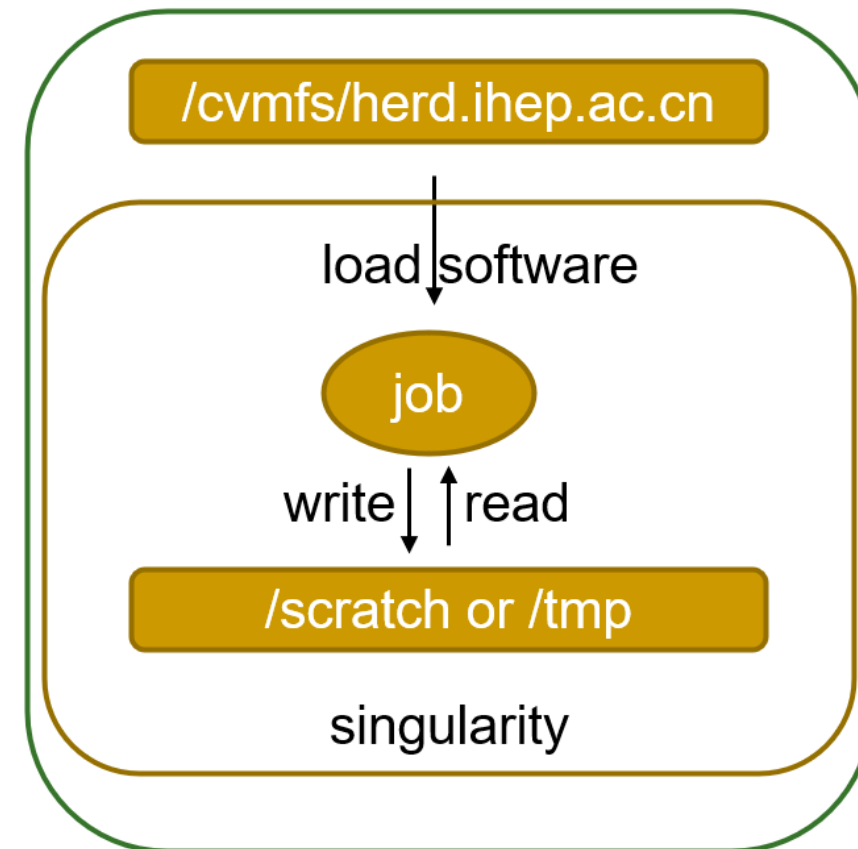 /cvmfs/herd.ihep.ac.cn
load software
job
write read
/scratch or /tmp
singularity